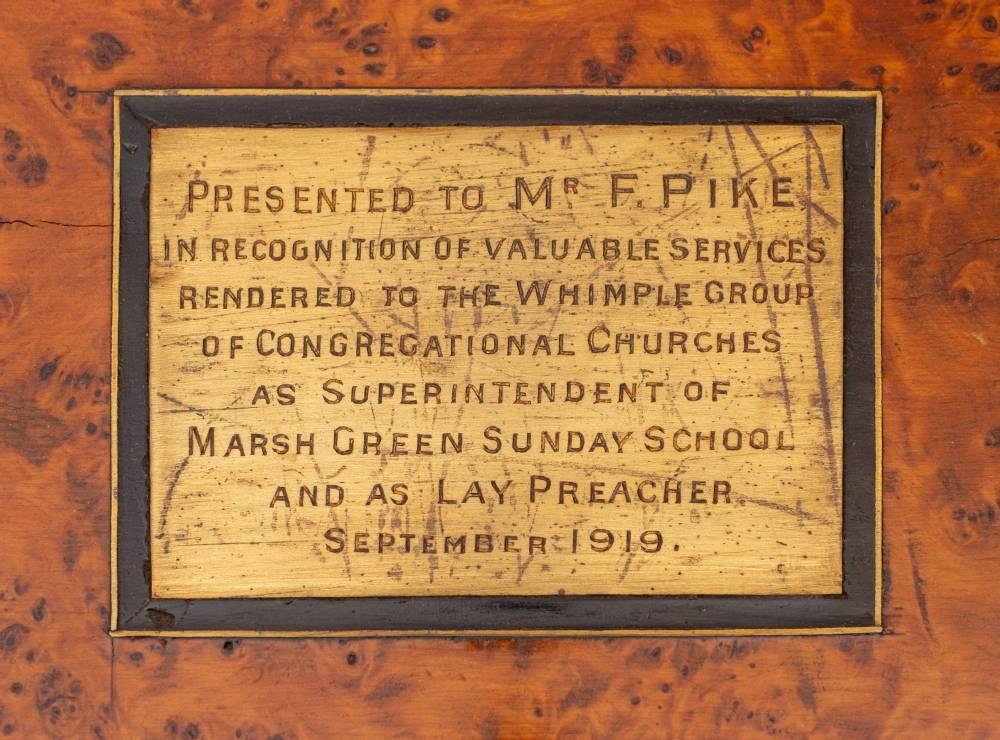 PRESENTED TO Mr F. PIKE
IN RECOGNITION OF VALUABLE SERVICES
RENDERED TO THE WHIMPLE GROUP
OF CONGREGATIONAL CHURCHES
AS SUPERINTENDENT OF
MARSH GREEN SUNDAY SCHOOL
AND AS LAY PREACHER.
SEPTEMBER 1919.